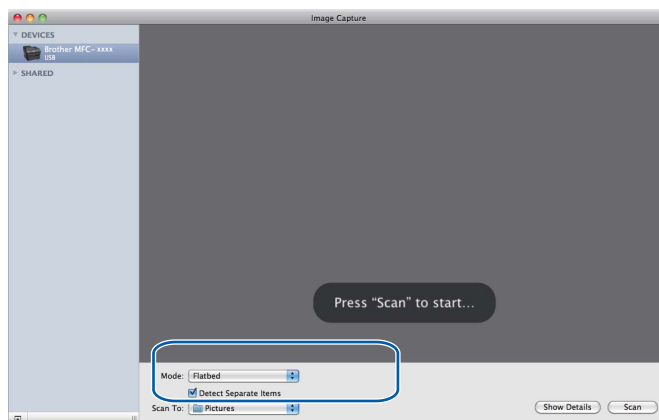 Image Capture
DEVICES
Brother MFC- xxxx
USB
SHARED
Press “Scan” to start...
Mode: Flatbed
Detect Separate Items
Scan To: Pictures
Show Details
Scan